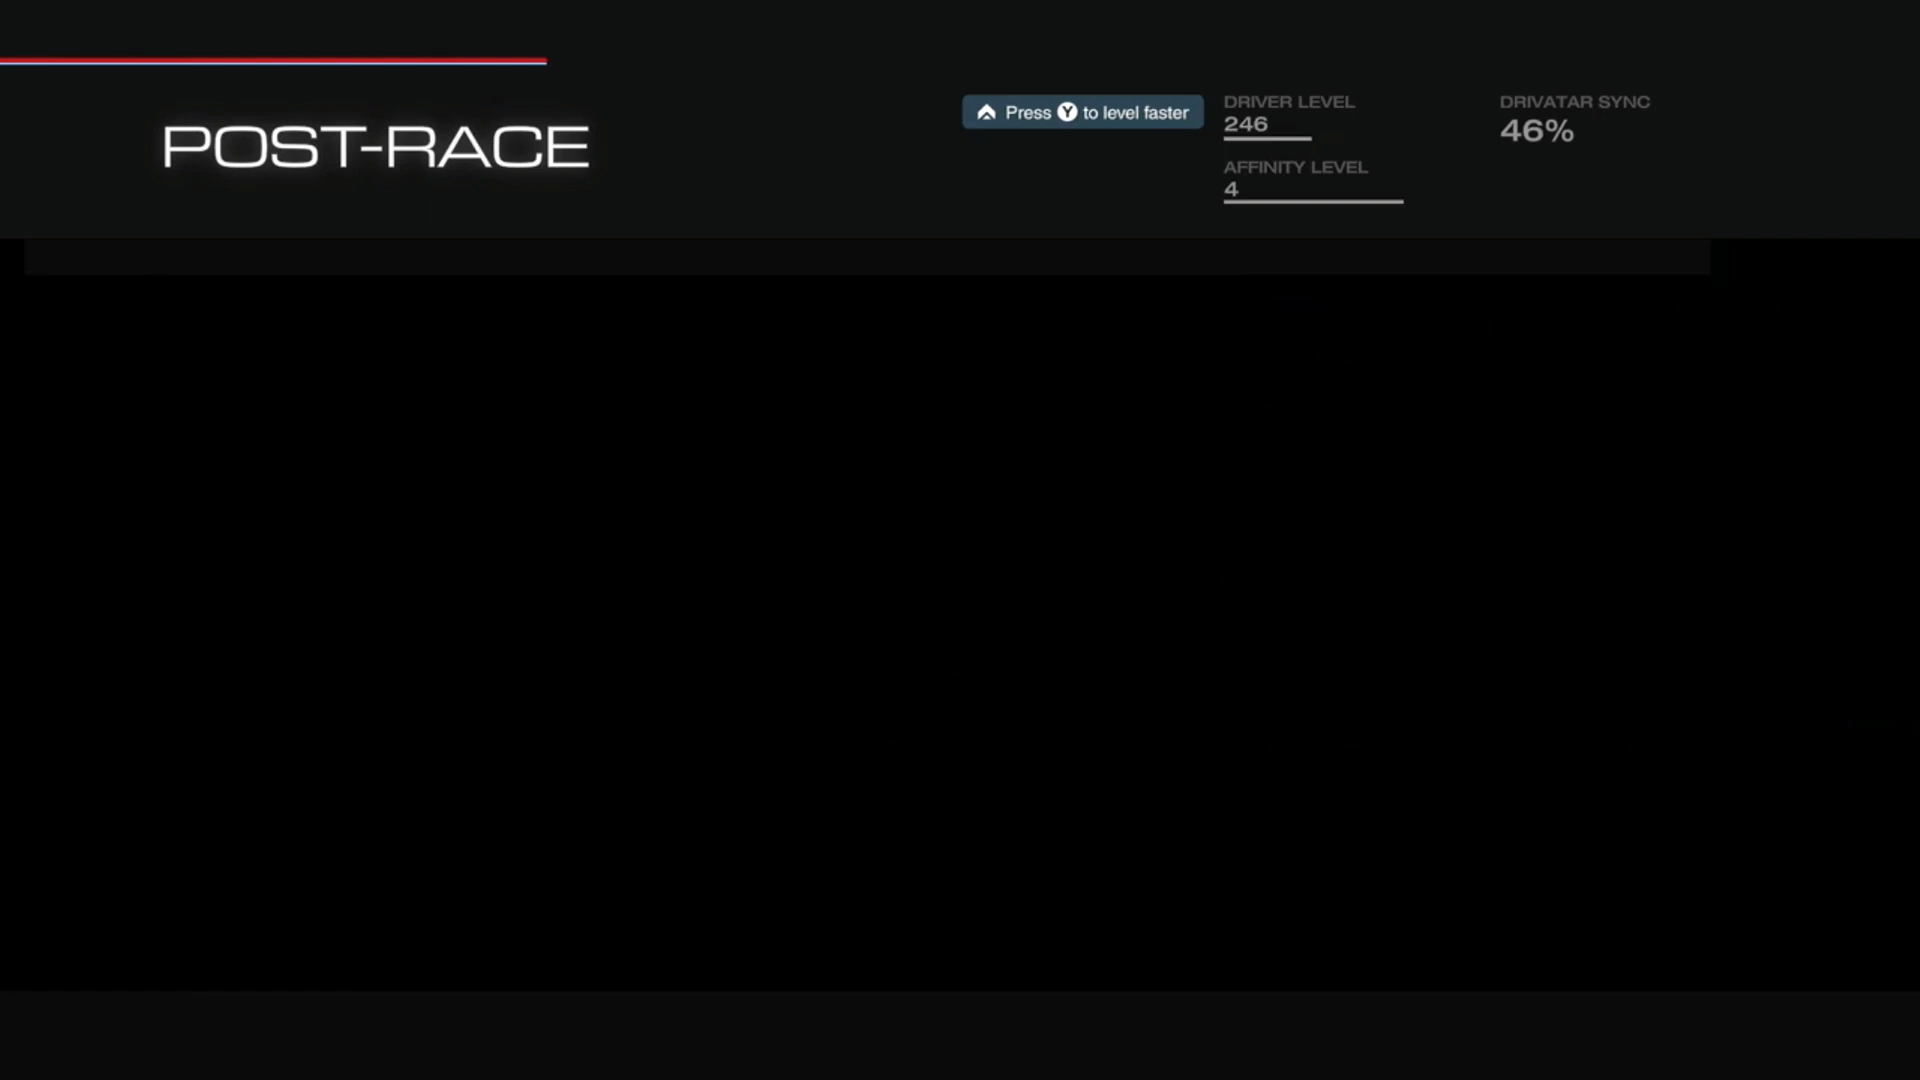 POST-RACE
Press Y to level faster
DRIVER LEVEL
246
AFFINITY LEVEL
4
DRIVATAR SYNC
46%